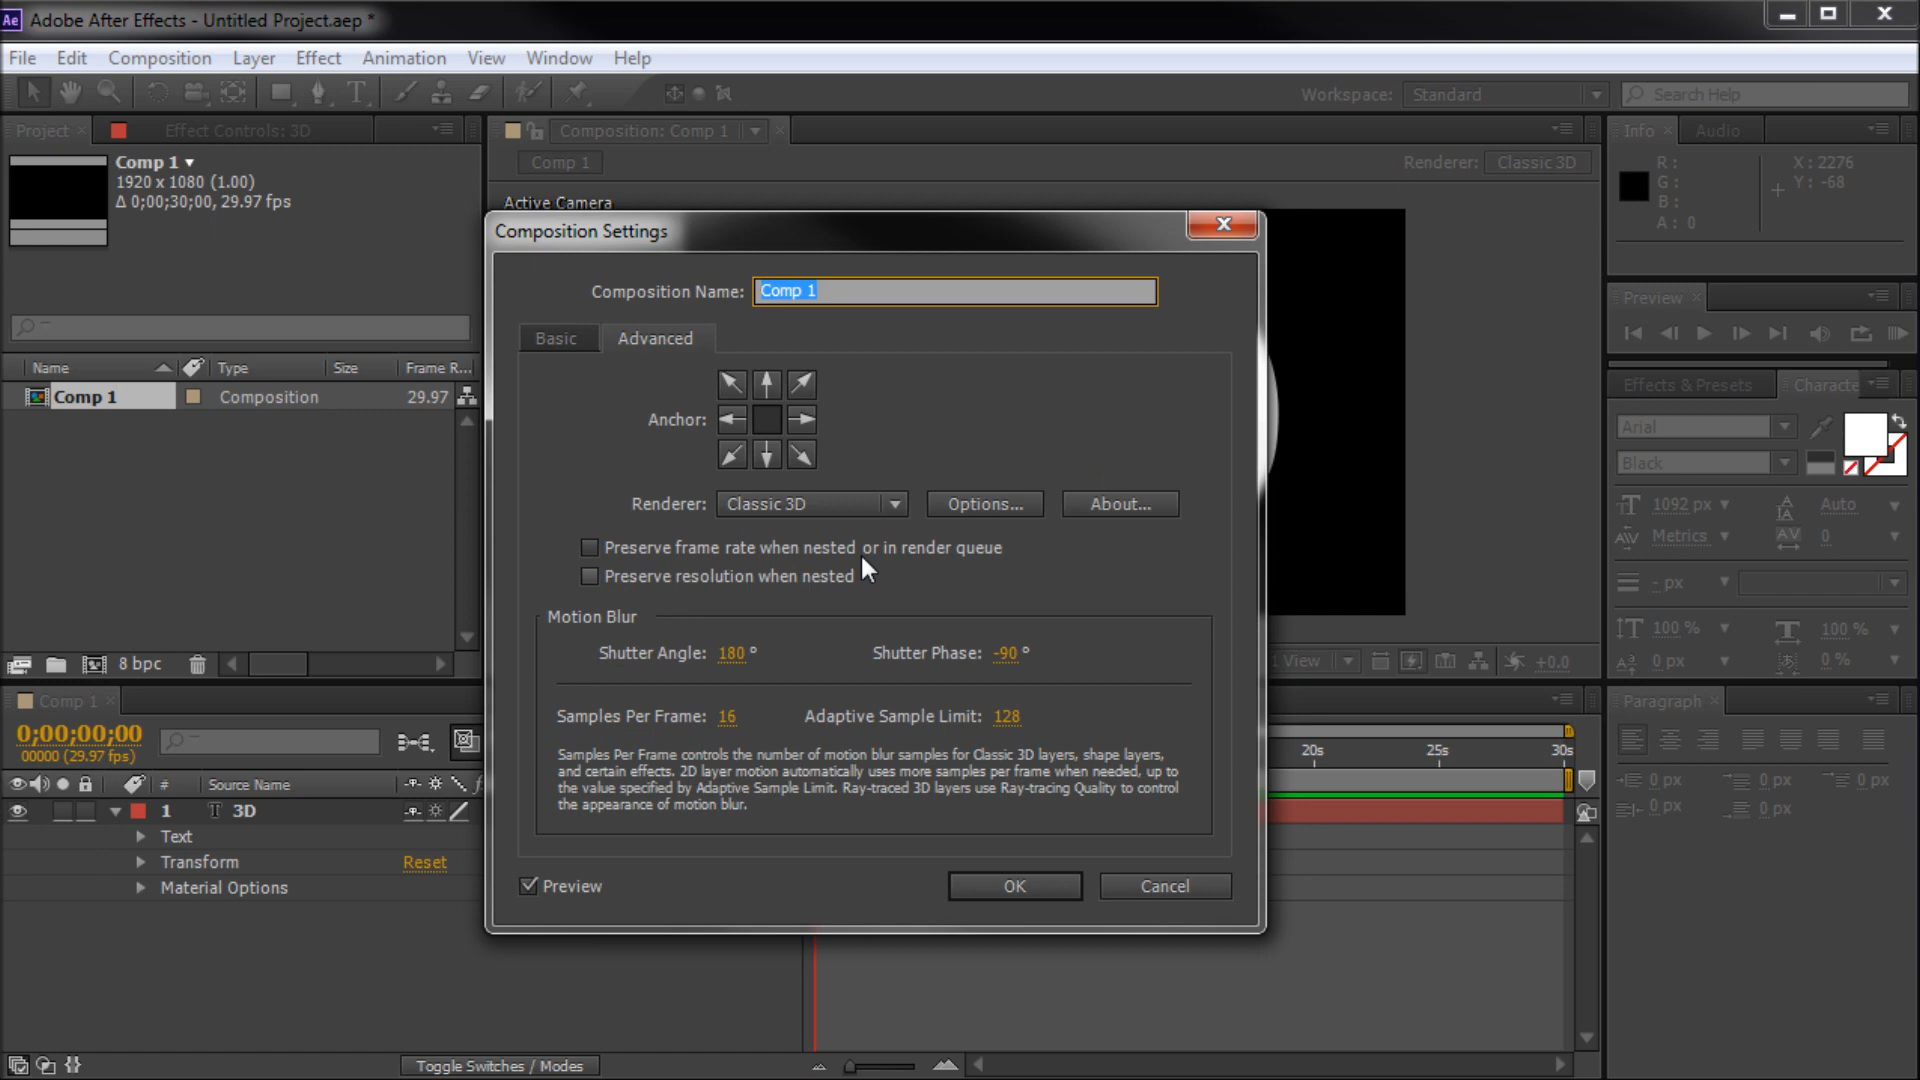 Ae Adobe After Effects - Untitled Project.aep *
File Edit Composition Layer Effect Animation View Window Help
T Workspace: Standard Search Help
Project × Effect Controls: 3D
Composition: Comp 1
Info × Audio
Comp 1
1920 x 1080 (1.00)
Δ 0;00;30;00, 29.97 fps
Comp 1
Renderer: Classic 3D
Active Camera
R :
G :
B :
A : 0
X : 2276
Y : -68
Composition Settings
Composition Name: Comp 1
Basic Advanced
Anchor:
Renderer: Classic 3D Options... About...
Preserve frame rate when nested or in render queue
Preserve resolution when nested
Motion Blur
Shutter Angle: 180 ° Shutter Phase: -90 °
Samples Per Frame: 16 Adaptive Sample Limit: 128
Samples Per Frame controls the number of motion blur samples for Classic 3D layers, shape layers,
and certain effects. 2D layer motion automatically uses more samples per frame when needed, up to
the value specified by Adaptive Sample Limit. Ray-traced 3D layers use Ray-tracing Quality to control
the appearance of motion blur.
Preview OK Cancel
Preview ×
Name Type Size Frame R...
Comp 1 Composition 29.97
8 bpc
Effects & Presets Characte
Arial
Black
1092 px Auto
Metrics 0
- px
100 % 100 %
0 px 0 %
1 View +0.0
Comp 1 ×
0;00;00;00
00000 (29.97 fps)
# Source Name
1 T 3D
Text
Transform Reset
Material Options
20s 25s 30s
Paragraph ×
0 px 0 px 0 px
0 px 0 px
Toggle Switches / Modes